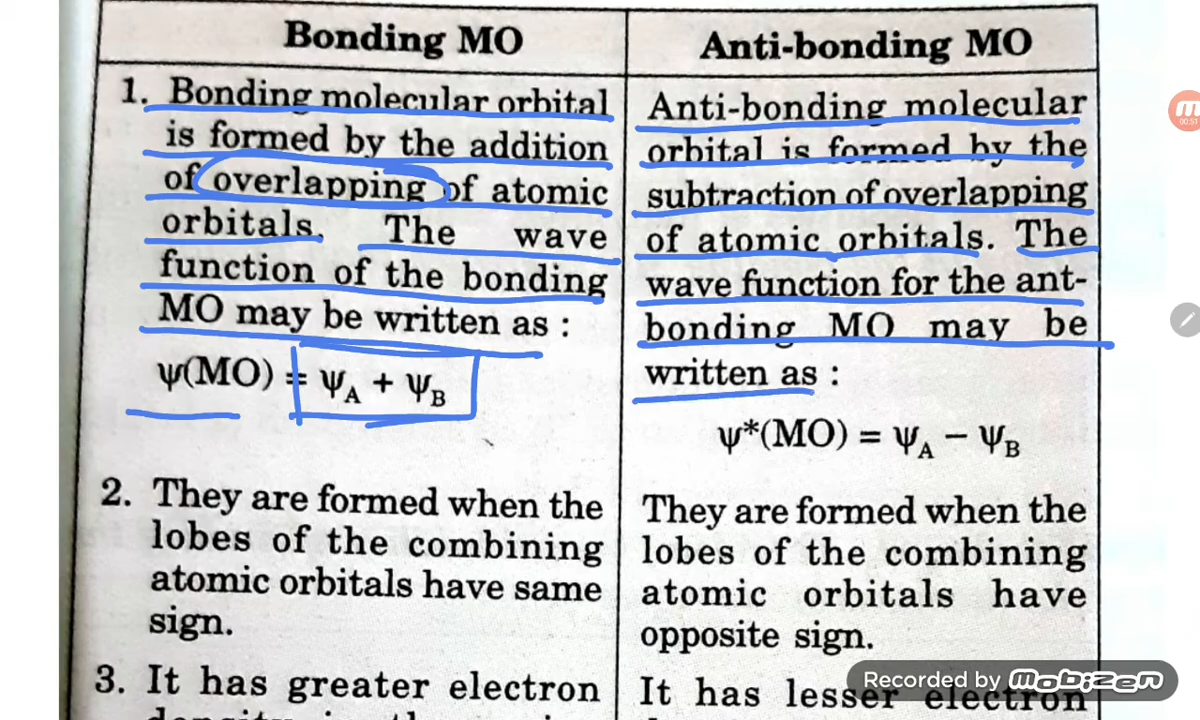 Bonding MO
Anti-bonding MO
1. Bonding molecular orbital
is formed by the addition
of overlapping of atomic
orbitals. The wave
function of the bonding
MO may be written as :
ψ(MO) = ψA + ψB
Anti-bonding molecular
orbital is formed by the
subtraction of overlapping
of atomic orbitals. The
wave function for the ant-
bonding MO may be
written as :
ψ*(MO) = ψA − ψB
2. They are formed when the
lobes of the combining
atomic orbitals have same
sign.
They are formed when the
lobes of the combining
atomic orbitals have
opposite sign.
3. It has greater electron
It has lesser electron
Recorded by mobizen
00:51